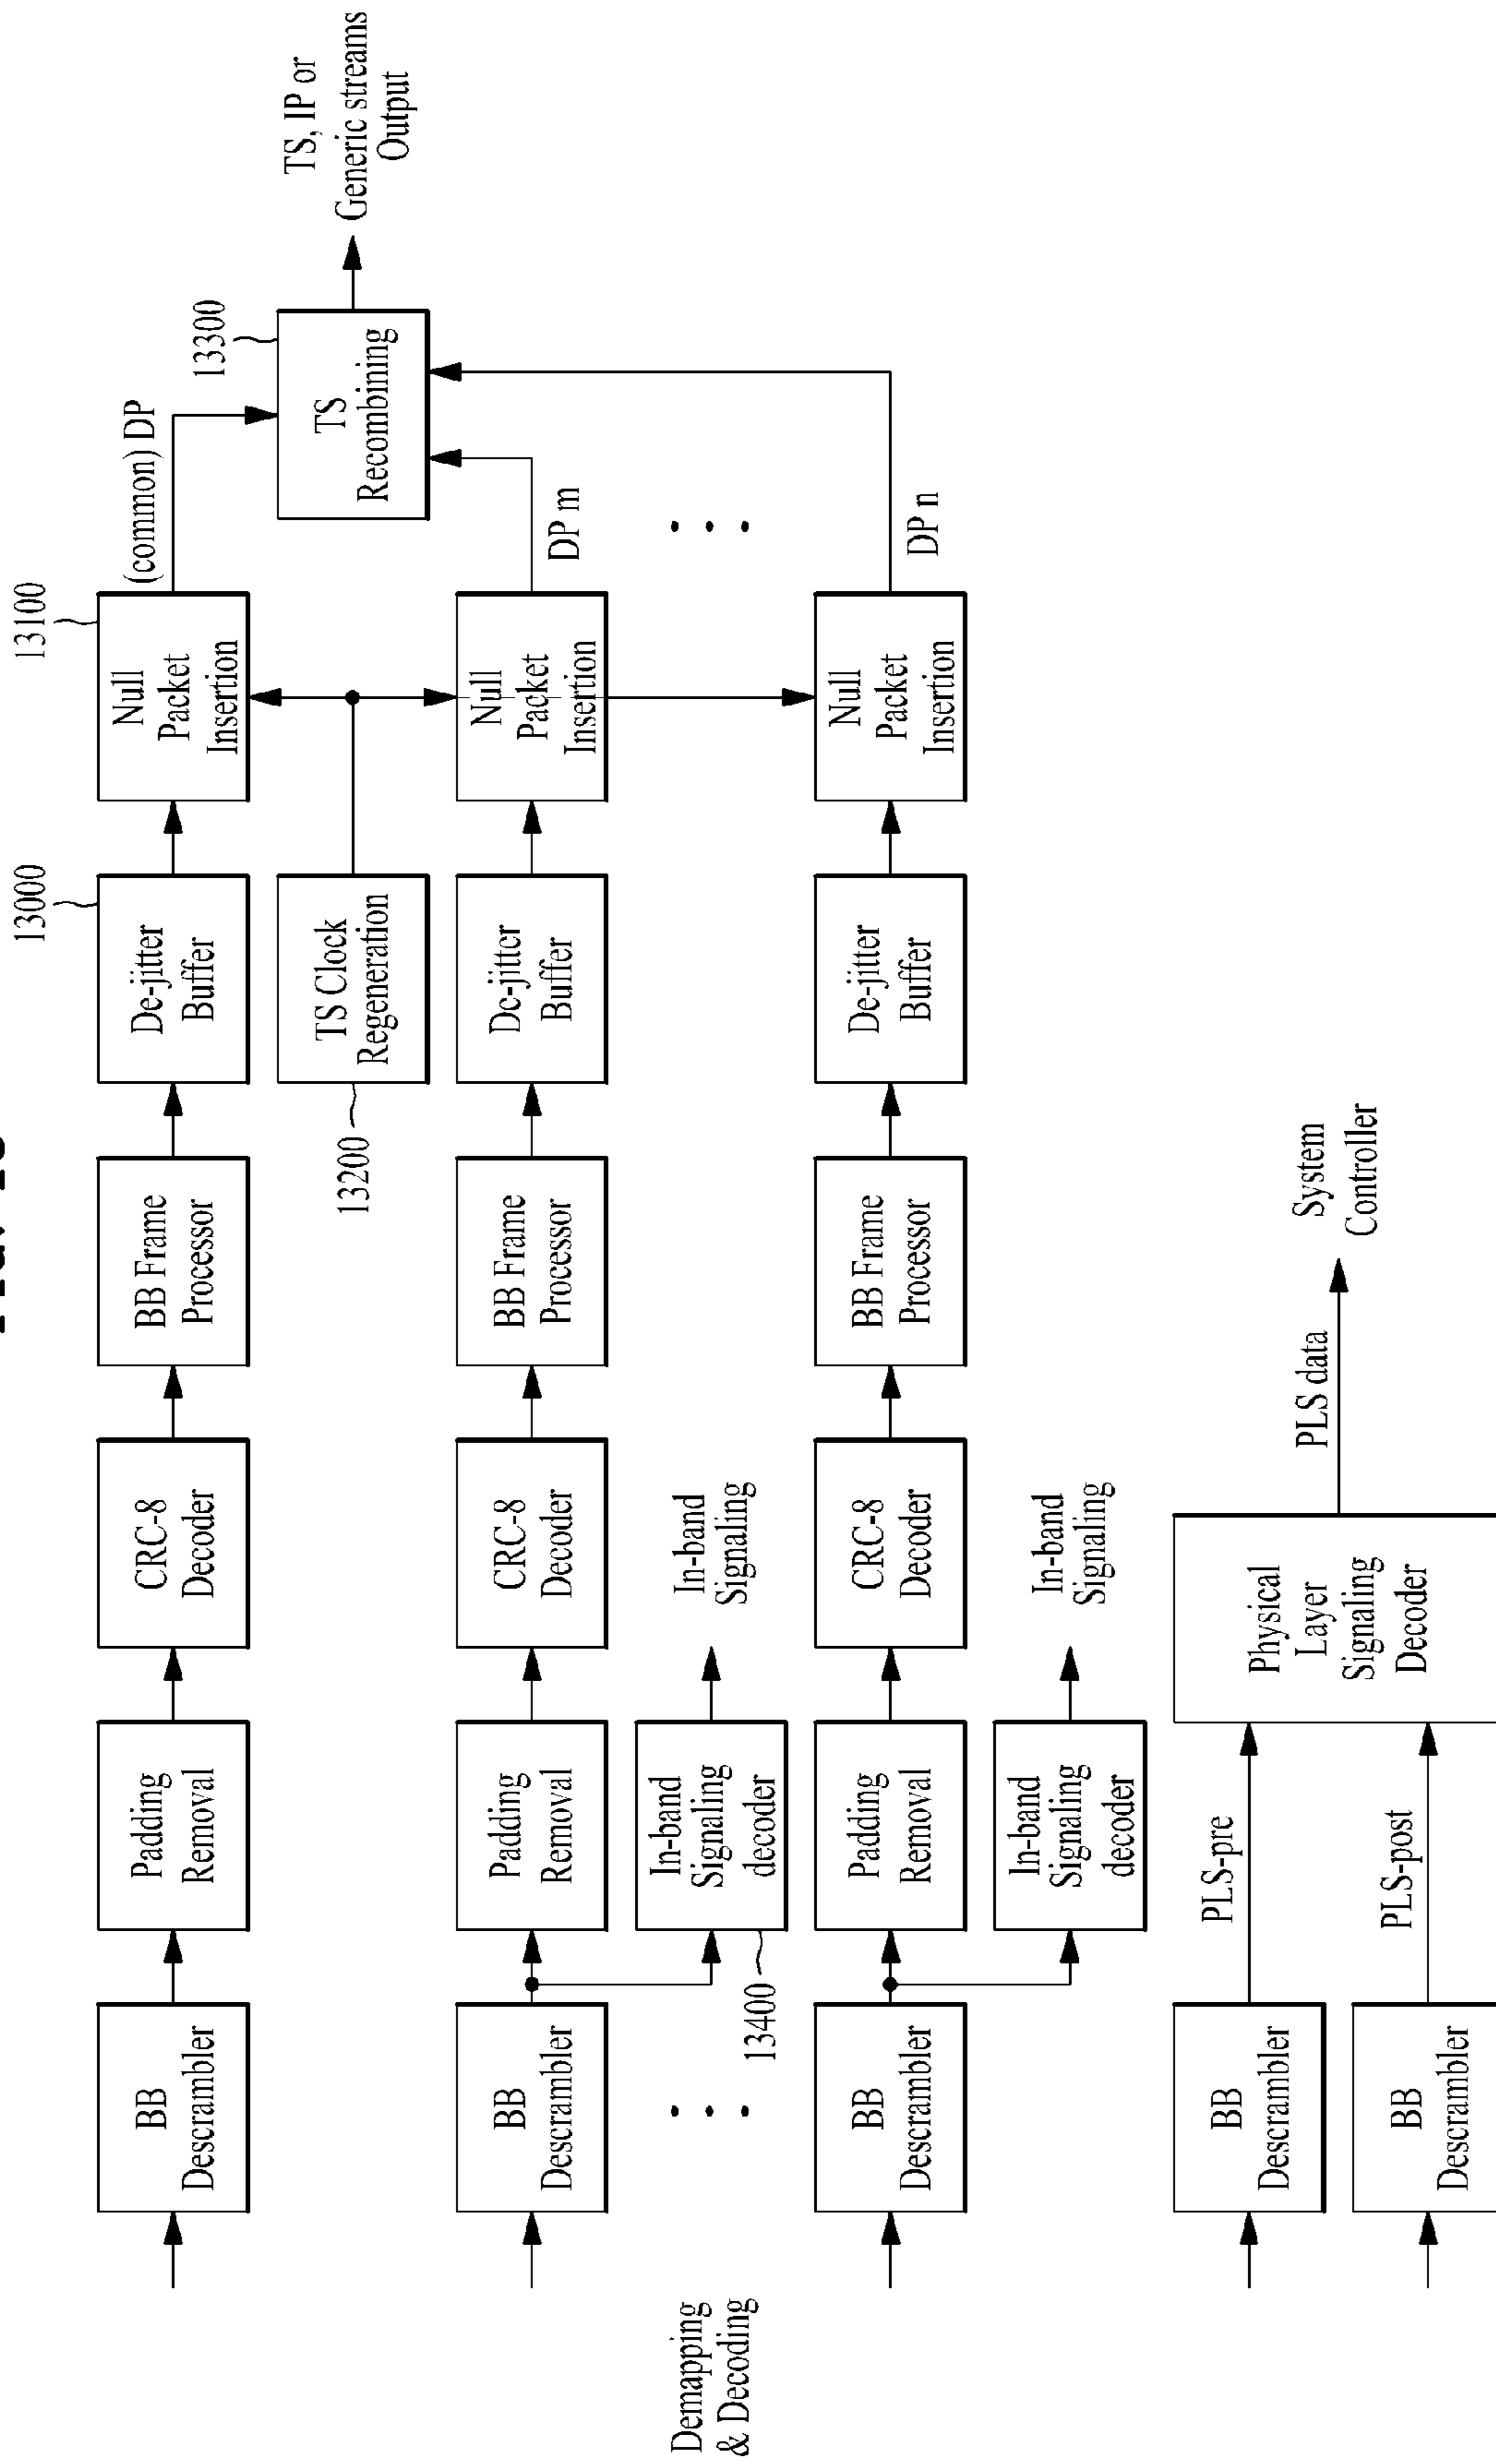 13000
13100
BB
Descrambler
Padding
Removal
CRC-8
Decoder
BB Frame
Processor
De-jitter
Buffer
Null
Packet
Insertion
(common) DP
13200
TS Clock
Regeneration
13300
TS
Recombining
TS, IP or
Generic streams
Output
BB
Descrambler
Padding
Removal
CRC-8
Decoder
BB Frame
Processor
De-jitter
Buffer
Null
Packet
Insertion
DP m
Demapping
& Decoding
13400
In-band
Signaling
decoder
In-band
Signaling
BB
Descrambler
Padding
Removal
CRC-8
Decoder
BB Frame
Processor
De-jitter
Buffer
Null
Packet
Insertion
DP n
In-band
Signaling
decoder
In-band
Signaling
BB
Descrambler
PLS-pre
Physical
Layer
Signaling
Decoder
PLS data
System
Controller
BB
Descrambler
PLS-post